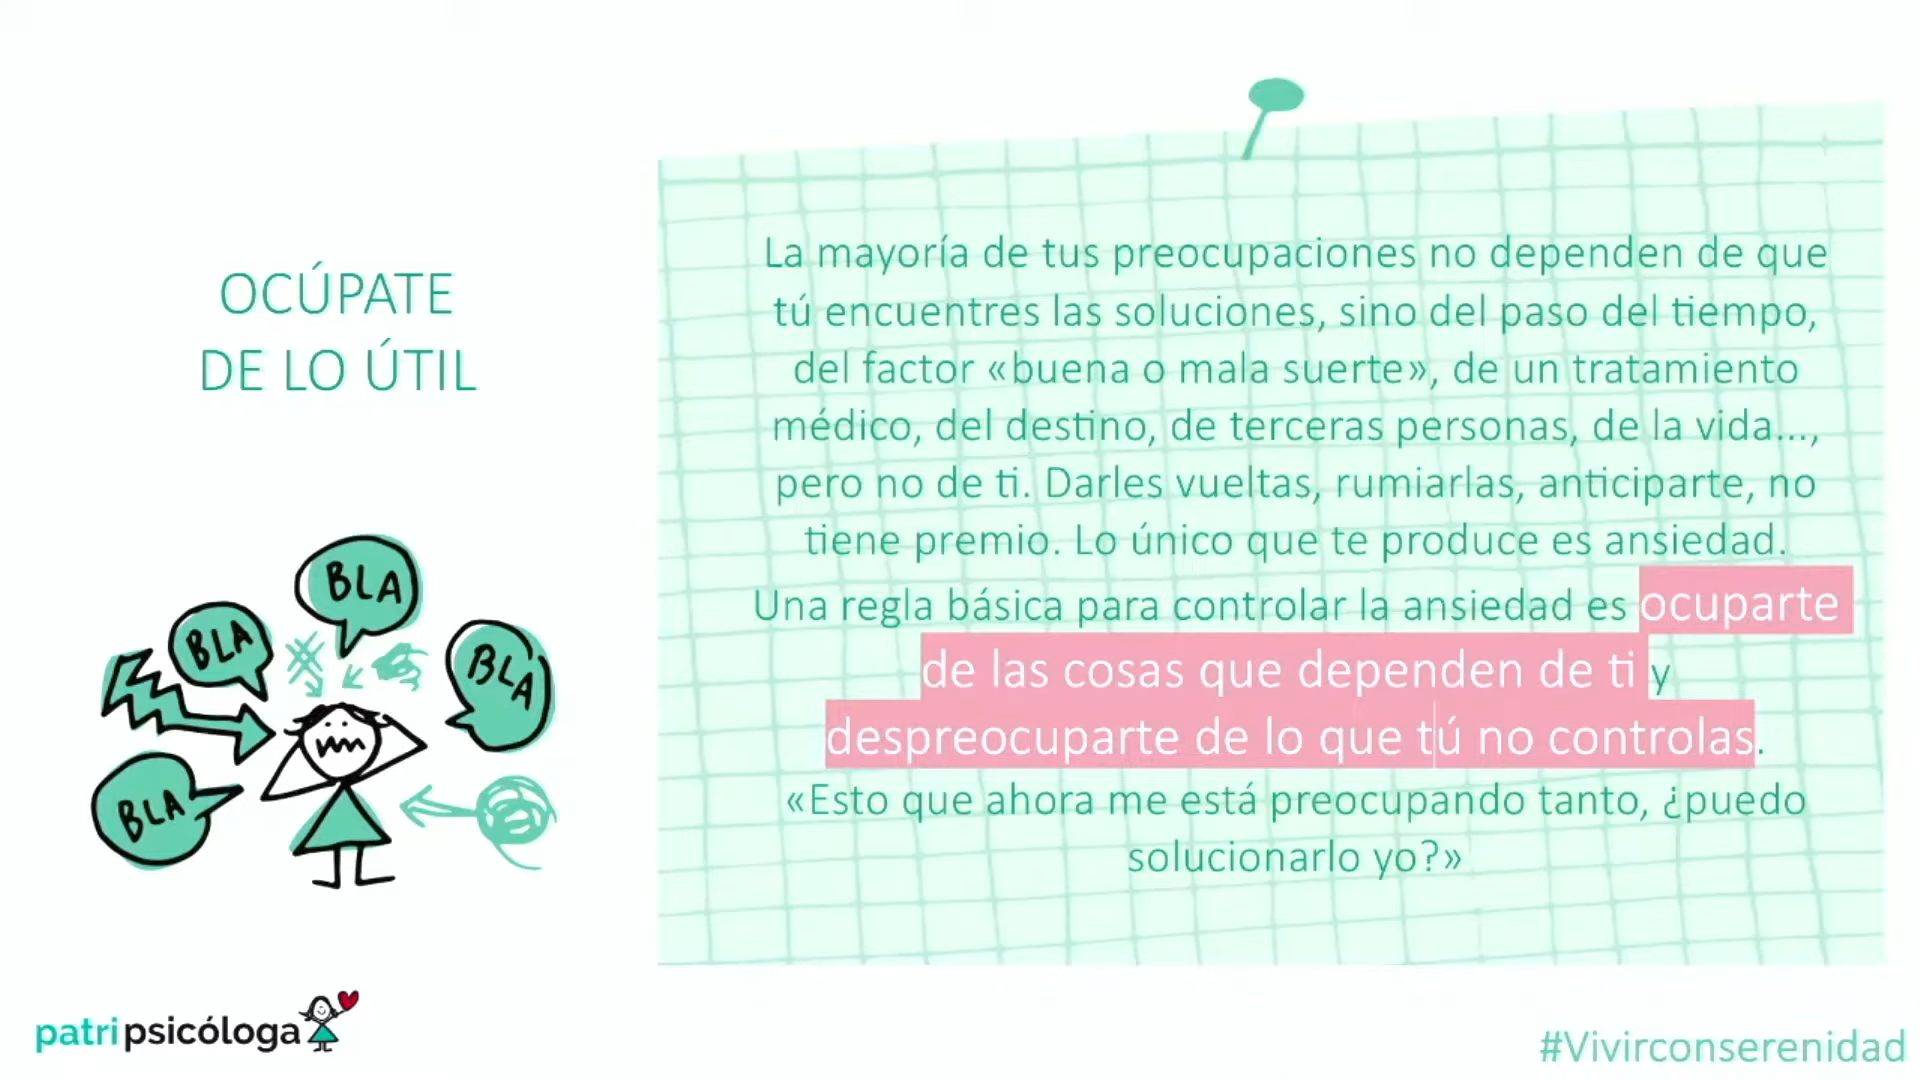 OCÚPATE
DE LO ÚTIL
La mayoría de tus preocupaciones no dependen de que
tú encuentres las soluciones, sino del paso del tiempo,
del factor «buena o mala suerte», de un tratamiento
médico, del destino, de terceras personas, de la vida...,
pero no de ti. Darles vueltas, rumiarlas, anticiparte, no
tiene premio. Lo único que te produce es ansiedad.
Una regla básica para controlar la ansiedad es ocuparte
de las cosas que dependen de ti y
despreocuparte de lo que tú no controlas.
«Esto que ahora me está preocupando tanto, ¿puedo
solucionarlo yo?»
BLA
BLA
BLA
BLA
patripsicóloga
#Vivirconserenidad